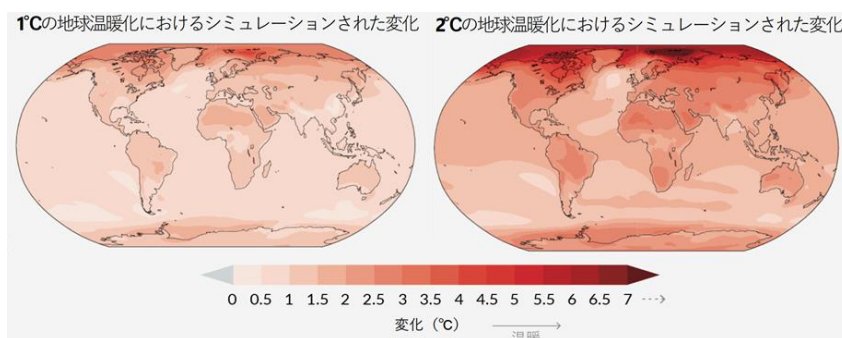 1℃の地球温暖化におけるシミュレーションされた変化
2℃の地球温暖化におけるシミュレーションされた変化
0 0.5 1 1.5 2 2.5 3 3.5 4 4.5 5 5.5 6 6.5 7
変化（℃）
温暖